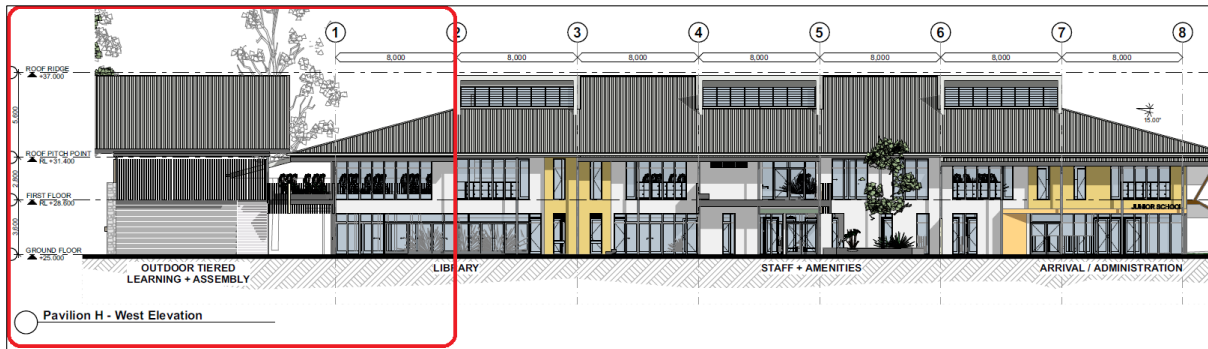 1 2 3 4 5 6 7 8
8,000 8,000 8,000 8,000 8,000 8,000 8,000
ROOF RIDGE
+37.000
5,600
15.00°
ROOF PITCH POINT
RL +31.400
2,800
FIRST FLOOR
RL +28.600
JUNIOR SCHOOL
3,600
GROUND FLOOR
+25.000
OUTDOOR TIERED
LEARNING + ASSEMBLY
LIBRARY
STAFF + AMENITIES
ARRIVAL / ADMINISTRATION
Pavilion H - West Elevation